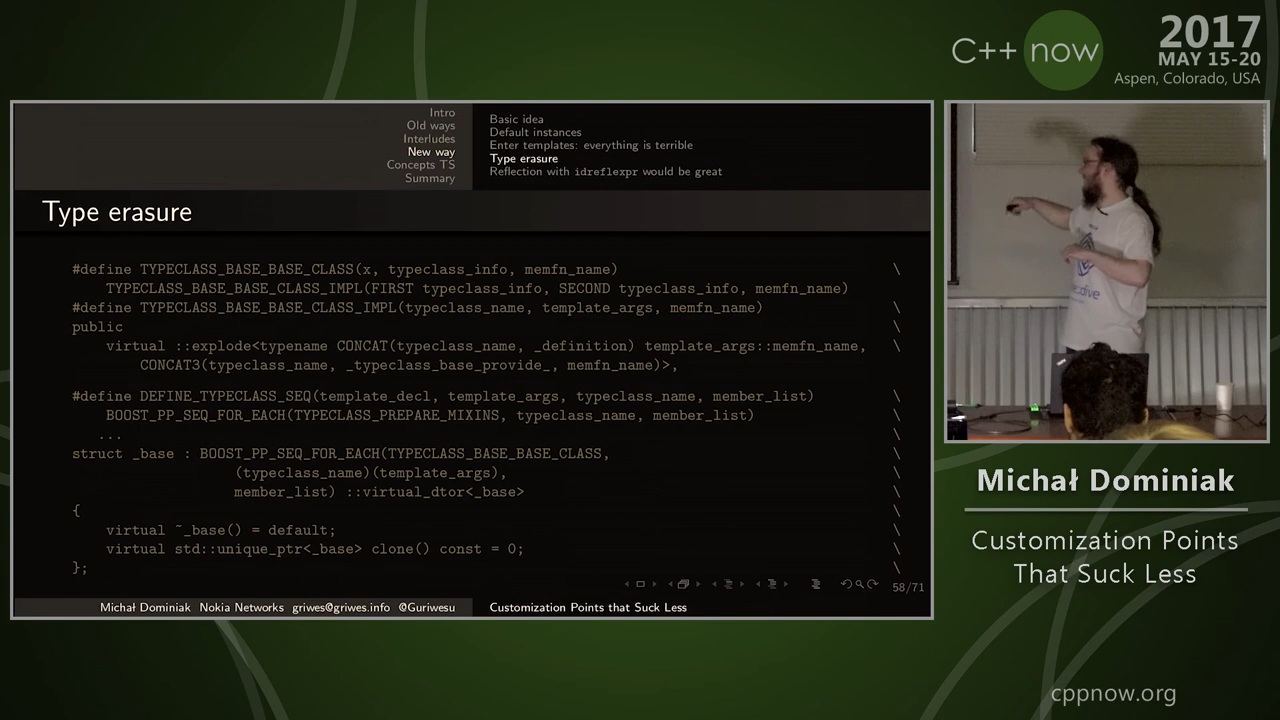 C++ now
2017
MAY 15-20
Aspen, Colorado, USA
Intro
Old ways
Interludes
New way
Concepts TS
Summary
Basic idea
Default instances
Enter templates: everything is terrible
Type erasure
Reflection with idreflexpr would be great
Type erasure
#define TYPECLASS_BASE_BASE_CLASS(x, typeclass_info, memfn_name) \
TYPECLASS_BASE_BASE_CLASS_IMPL(FIRST typeclass_info, SECOND typeclass_info, memfn_name)
#define TYPECLASS_BASE_BASE_CLASS_IMPL(typeclass_name, template_args, memfn_name) \
public \
virtual ::explode<typename CONCAT(typeclass_name, _definition) template_args::memfn_name, \
CONCAT3(typeclass_name, _typeclass_base_provide_, memfn_name)>,
#define DEFINE_TYPECLASS_SEQ(template_decl, template_args, typeclass_name, member_list) \
BOOST_PP_SEQ_FOR_EACH(TYPECLASS_PREPARE_MIXINS, typeclass_name, member_list) \
... \
struct _base : BOOST_PP_SEQ_FOR_EACH(TYPECLASS_BASE_BASE_CLASS, \
(typeclass_name)(template_args), \
member_list) ::virtual_dtor<_base> \
{ \
virtual ~_base() = default; \
virtual std::unique_ptr<_base> clone() const = 0; \
}; \
58/71
Michał Dominiak Nokia Networks griwes@griwes.info @Guriwesu
Customization Points that Suck Less
Michał Dominiak
Customization Points
That Suck Less
cppnow.org